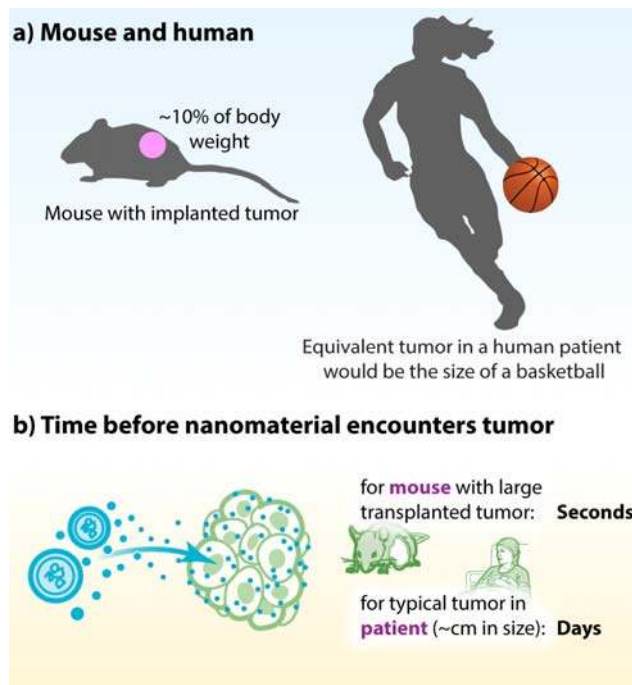 a) Mouse and human
~10% of body
weight
Mouse with implanted tumor
Equivalent tumor in a human patient
would be the size of a basketball
b) Time before nanomaterial encounters tumor
for mouse with large
transplanted tumor: Seconds
for typical tumor in
patient (~cm in size): Days